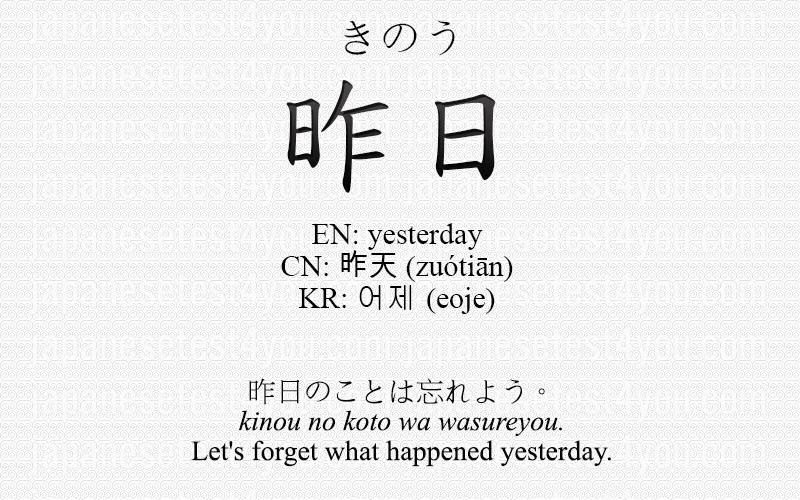 きのう
昨日
EN: yesterday
CN: 昨天 (zuótiān)
KR: 어제 (eoje)
昨日のことは忘れよう。
kinou no koto wa wasureyou.
Let's forget what happened yesterday.